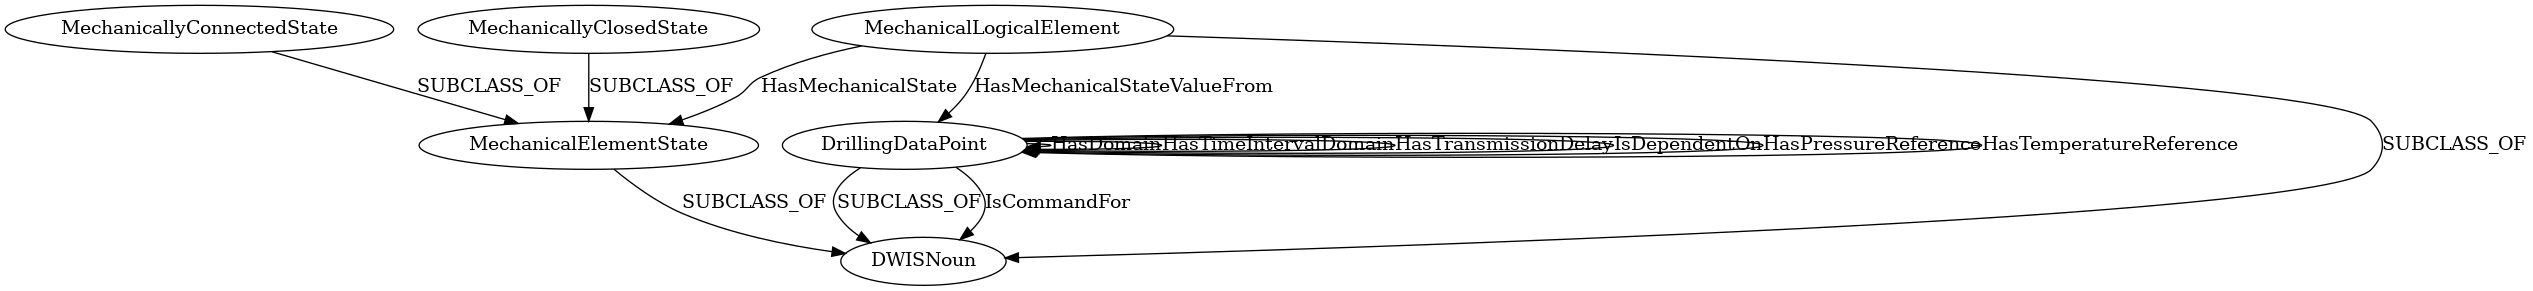 MechanicallyConnectedState
MechanicallyClosedState
MechanicalLogicalElement
SUBCLASS_OF
SUBCLASS_OF
HasMechanicalState
HasMechanicalStateValueFrom
MechanicalElementState
DrillingDataPoint
HasDomain
HasTimeIntervalDomain
HasTransmissionDelay
IsDependentOn
HasPressureReference
HasTemperatureReference
SUBCLASS_OF
SUBCLASS_OF
SUBCLASS_OF
IsCommandFor
DWISNoun